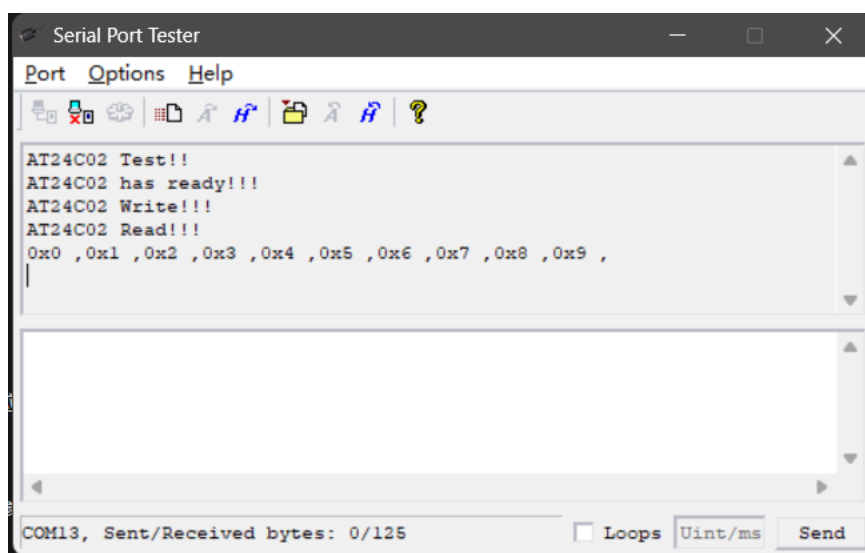 Serial Port Tester
Port Options Help
AT24C02 Test!!
AT24C02 has ready!!!
AT24C02 Write!!!
AT24C02 Read!!!
0x0 ,0x1 ,0x2 ,0x3 ,0x4 ,0x5 ,0x6 ,0x7 ,0x8 ,0x9 ,
COM13, Sent/Received bytes: 0/125 Loops Uint/ms Send